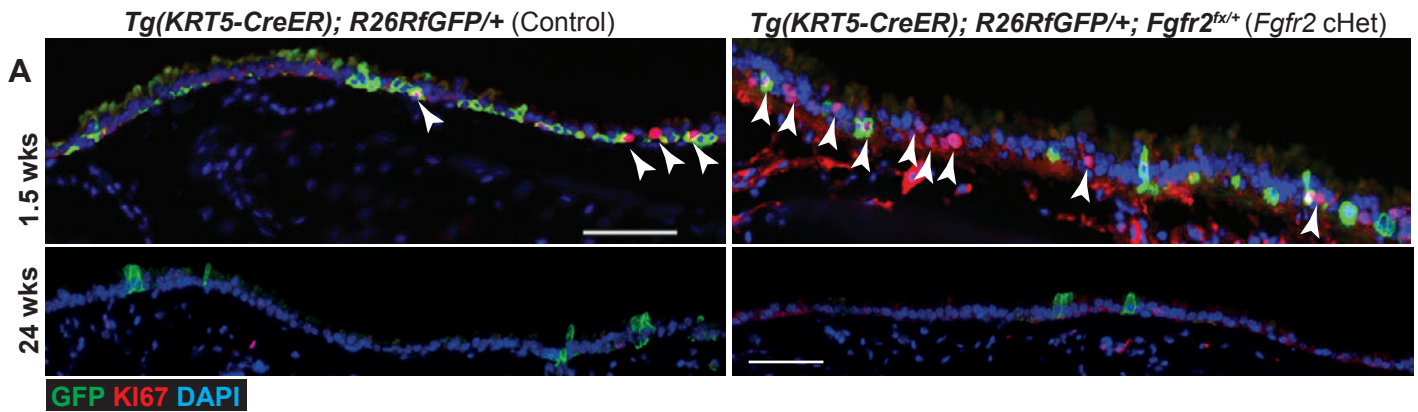 Tg(KRT5-CreER); R26RfGFP/+ (Control)
Tg(KRT5-CreER); R26RfGFP/+; Fgfr2fx/+ (Fgfr2 cHet)
A
1.5 wks
24 wks
GFP KI67 DAPI